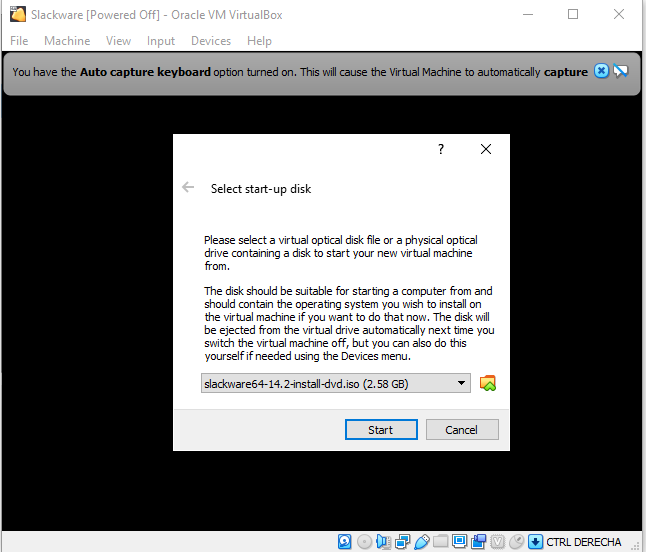 Slackware [Powered Off] - Oracle VM VirtualBox
File Machine View Input Devices Help
You have the Auto capture keyboard option turned on. This will cause the Virtual Machine to automatically capture
?
Select start-up disk
Please select a virtual optical disk file or a physical optical
drive containing a disk to start your new virtual machine
from.
The disk should be suitable for starting a computer from and
should contain the operating system you wish to install on
the virtual machine if you want to do that now. The disk will
be ejected from the virtual drive automatically next time you
switch the virtual machine off, but you can also do this
yourself if needed using the Devices menu.
slackware64-14.2-install-dvd.iso (2.58 GB)
Start Cancel
CTRL DERECHA